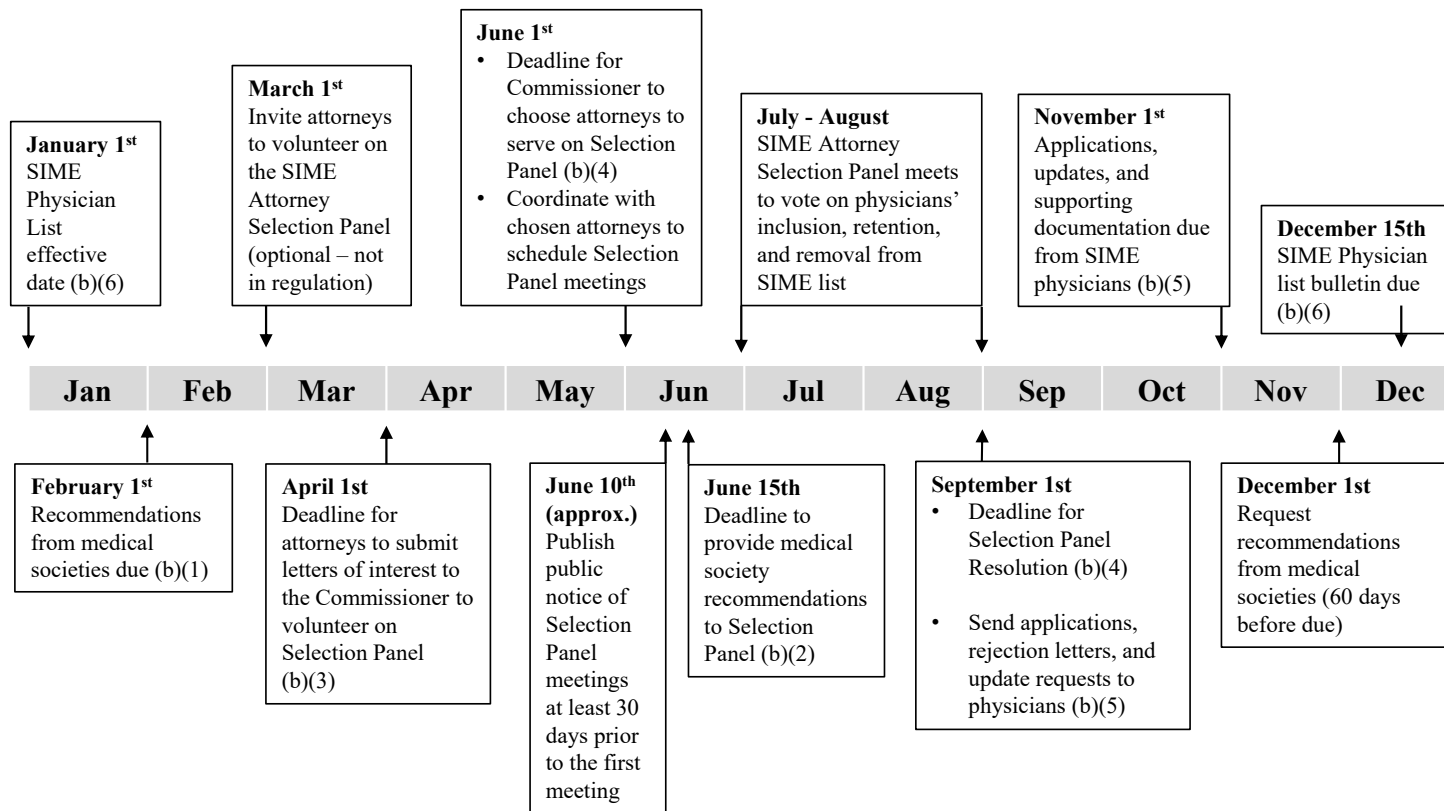 January 1st
SIME
Physician
List
effective
date (b)(6)
March 1st
Invite attorneys
to volunteer on
the SIME
Attorney
Selection Panel
(optional – not
in regulation)
June 1st
• Deadline for
Commissioner to
choose attorneys to
serve on Selection
Panel (b)(4)
• Coordinate with
chosen attorneys to
schedule Selection
Panel meetings
July - August
SIME Attorney
Selection Panel meets
to vote on physicians’
inclusion, retention,
and removal from
SIME list
November 1st
Applications,
updates, and
supporting
documentation due
from SIME
physicians (b)(5)
December 15th
SIME Physician
list bulletin due
(b)(6)
Jan Feb Mar Apr May Jun Jul Aug Sep Oct Nov Dec
February 1st
Recommendations
from medical
societies due (b)(1)
April 1st
Deadline for
attorneys to submit
letters of interest to
the Commissioner to
volunteer on
Selection Panel
(b)(3)
June 10th
(approx.)
Publish
public
notice of
Selection
Panel
meetings
at least 30
days prior
to the first
meeting
June 15th
Deadline to
provide medical
society
recommendations
to Selection
Panel (b)(2)
September 1st
• Deadline for
Selection Panel
Resolution (b)(4)
• Send applications,
rejection letters, and
update requests to
physicians (b)(5)
December 1st
Request
recommendations
from medical
societies (60 days
before due)